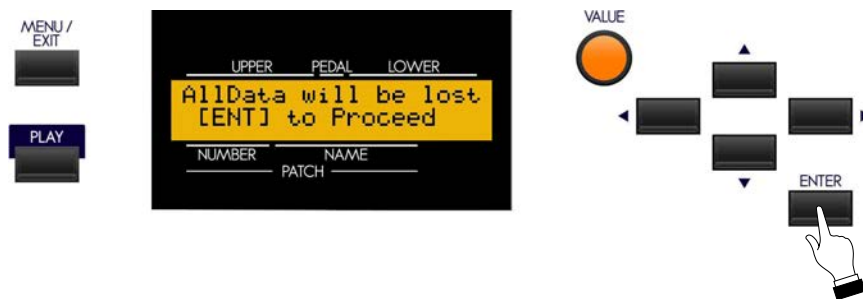 MENU /
EXIT
PLAY
UPPER PEDAL LOWER
AllData will be lost
[ENT] to Proceed
NUMBER NAME
PATCH
VALUE
ENTER